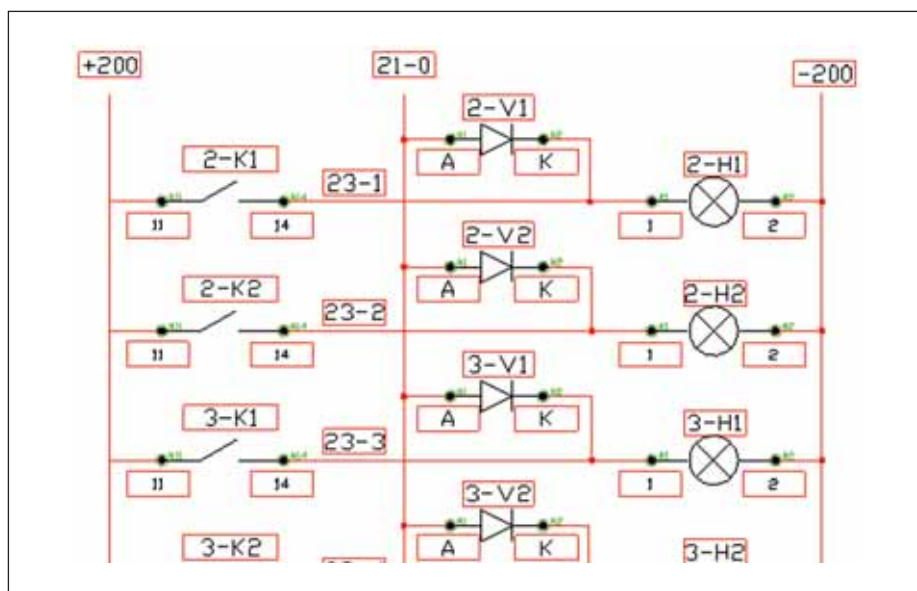 +200 21-0 -200
2-V1
2-K1 A K 2-H1
23-1
11 14 1 2
2-V2
2-K2 A K 2-H2
23-2
11 14 1 2
3-V1
3-K1 A K 3-H1
23-3
11 14 1 2
3-V2
3-K2 A K 3-H2